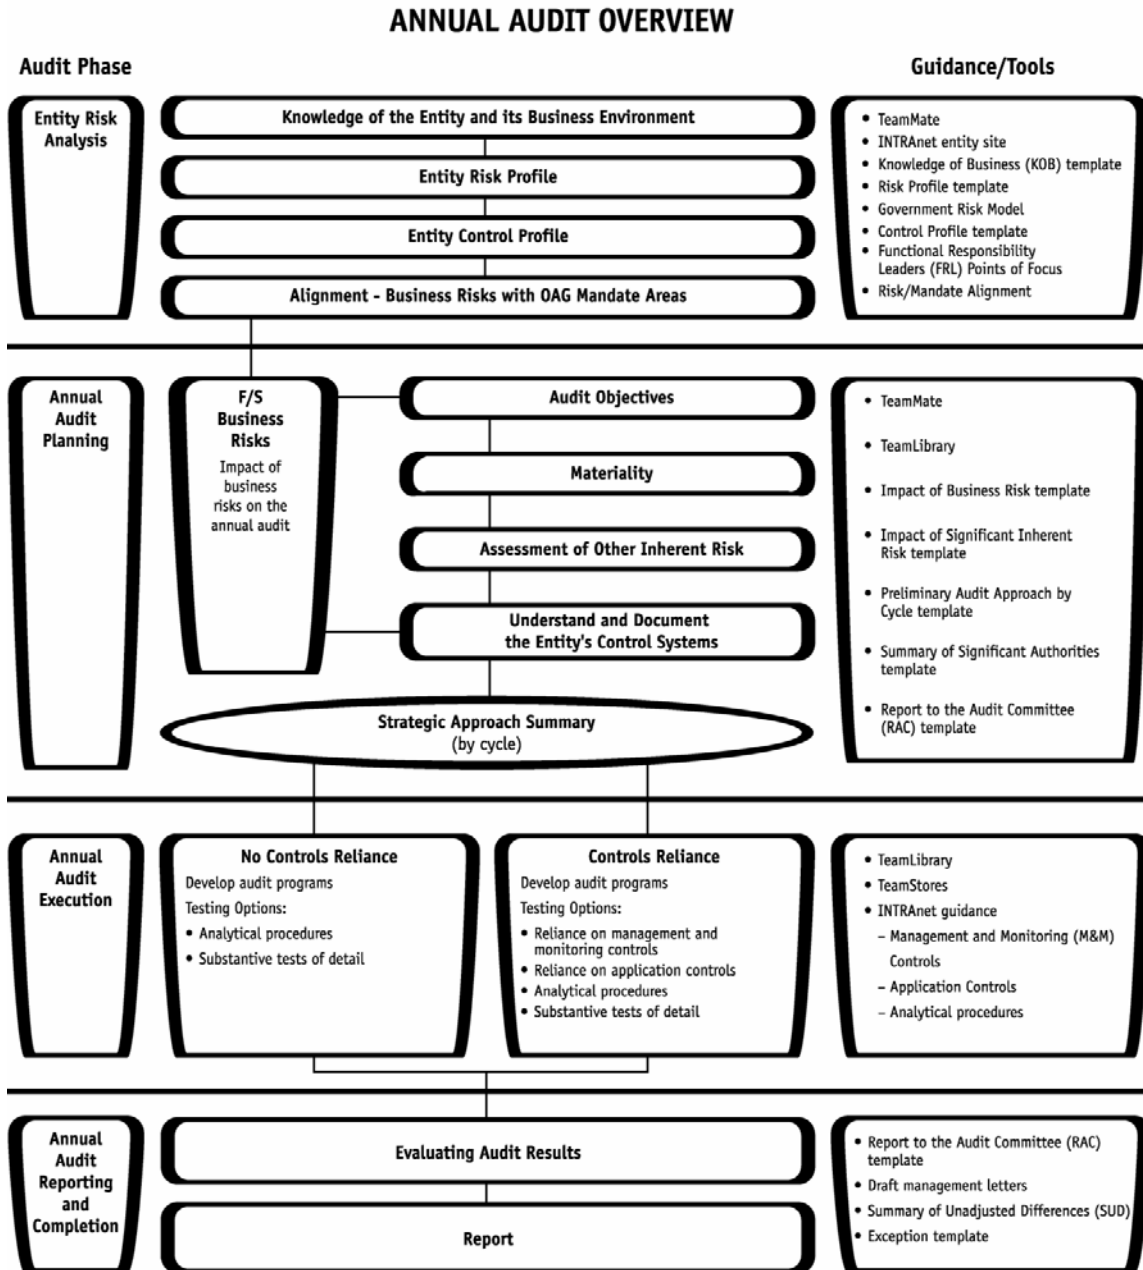 ANNUAL AUDIT OVERVIEW
Audit Phase
Guidance/Tools
Entity Risk
Analysis
Knowledge of the Entity and its Business Environment
Entity Risk Profile
Entity Control Profile
Alignment - Business Risks with OAG Mandate Areas
• TeamMate
• INTRAnet entity site
• Knowledge of Business (KOB) template
• Risk Profile template
• Government Risk Model
• Control Profile template
• Functional Responsibility
Leaders (FRL) Points of Focus
• Risk/Mandate Alignment
Annual
Audit
Planning
F/S
Business
Risks
Impact of
business
risks on the
annual audit
Audit Objectives
Materiality
Assessment of Other Inherent Risk
Understand and Document
the Entity's Control Systems
Strategic Approach Summary
(by cycle)
• TeamMate
• TeamLibrary
• Impact of Business Risk template
• Impact of Significant Inherent
Risk template
• Preliminary Audit Approach by
Cycle template
• Summary of Significant Authorities
template
• Report to the Audit Committee
(RAC) template
Annual
Audit
Execution
No Controls Reliance
Develop audit programs
Testing Options:
• Analytical procedures
• Substantive tests of detail
Controls Reliance
Develop audit programs
Testing Options:
• Reliance on management and
monitoring controls
• Reliance on application controls
• Analytical procedures
• Substantive tests of detail
• TeamLibrary
• TeamStores
• INTRAnet guidance
– Management and Monitoring (M&M)
Controls
– Application Controls
– Analytical procedures
Annual
Audit
Reporting
and
Completion
Evaluating Audit Results
Report
• Report to the Audit Committee (RAC)
template
• Draft management letters
• Summary of Unadjusted Differences (SUD)
• Exception template